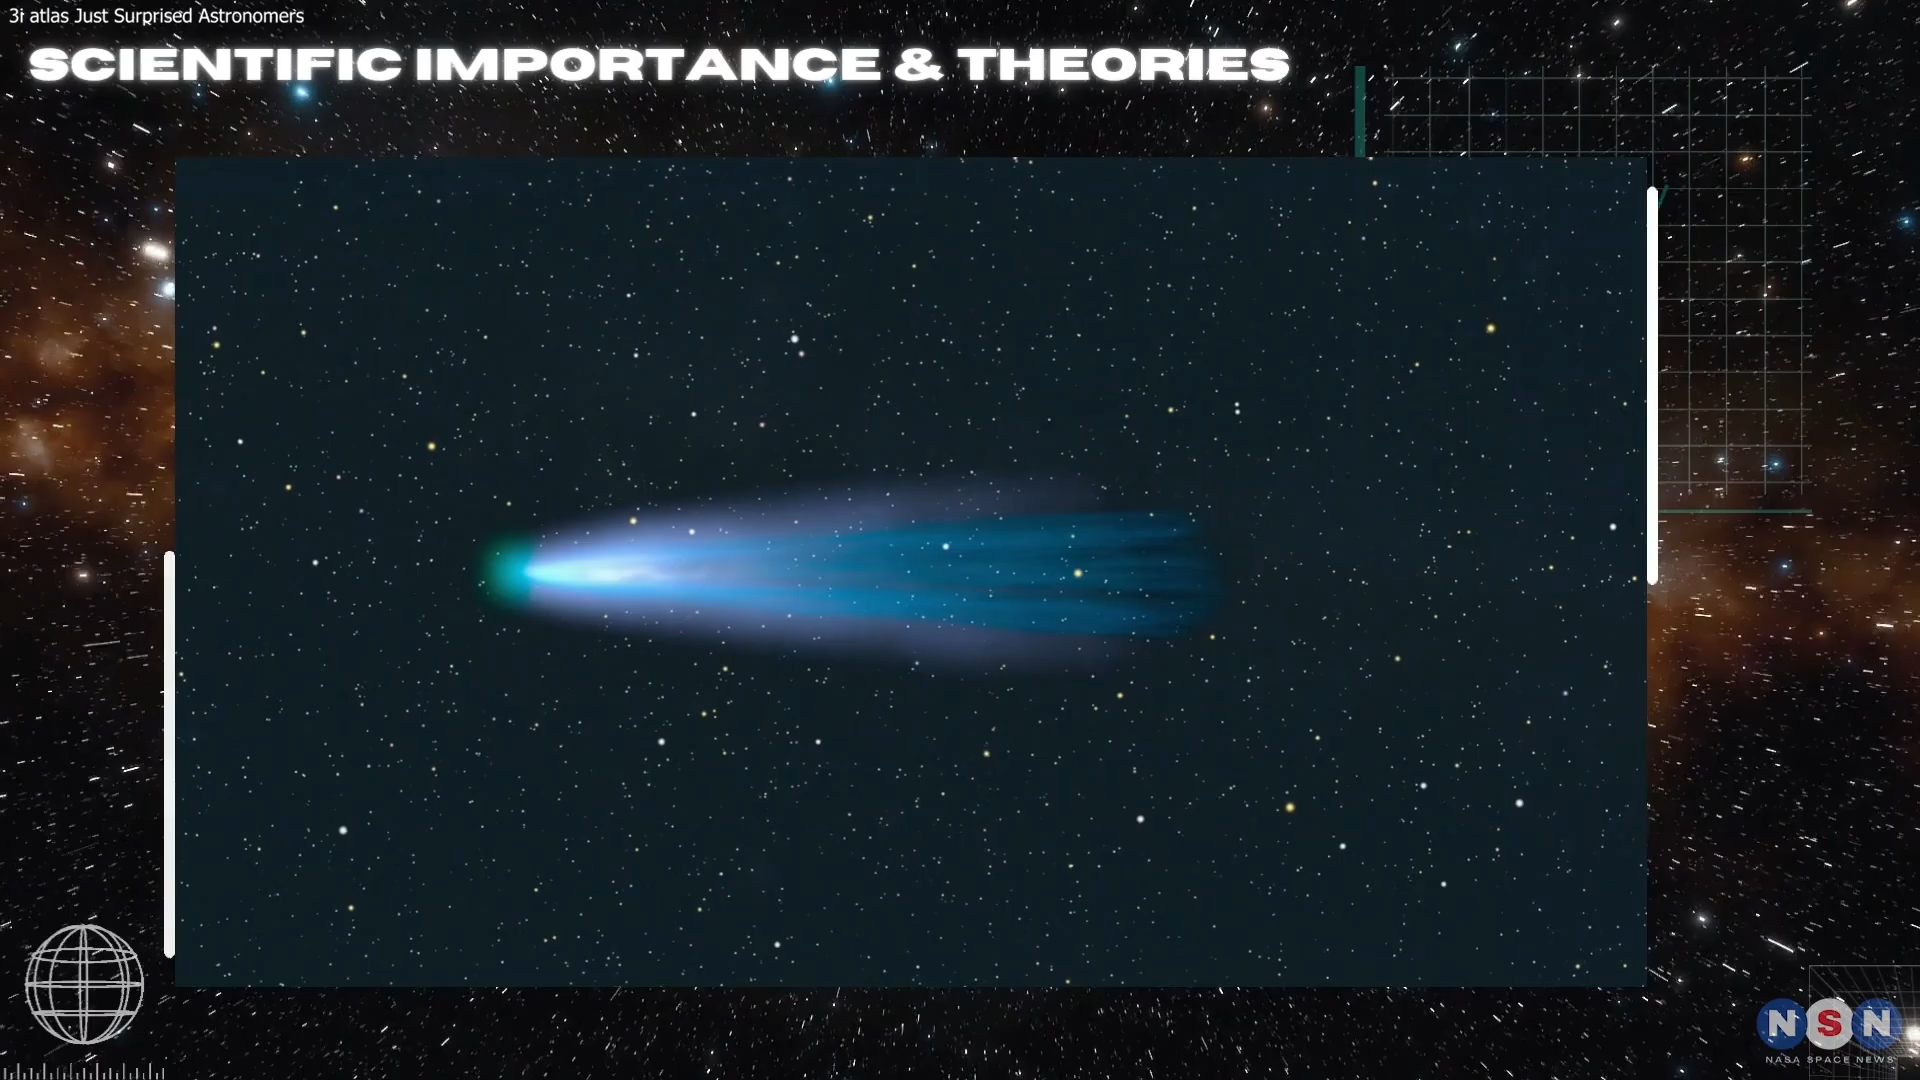 3i atlas Just Surprised Astronomers
SCIENTIFIC IMPORTANCE & THEORIES
NSN
NASA SPACE NEWS